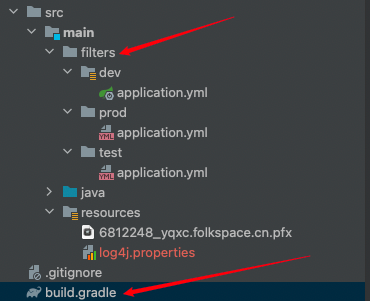 src
main
filters
dev
application.yml
prod
YML application.yml
test
YML application.yml
java
resources
6812248_yqxc.folkspace.cn.pfx
log4j.properties
.gitignore
build.gradle